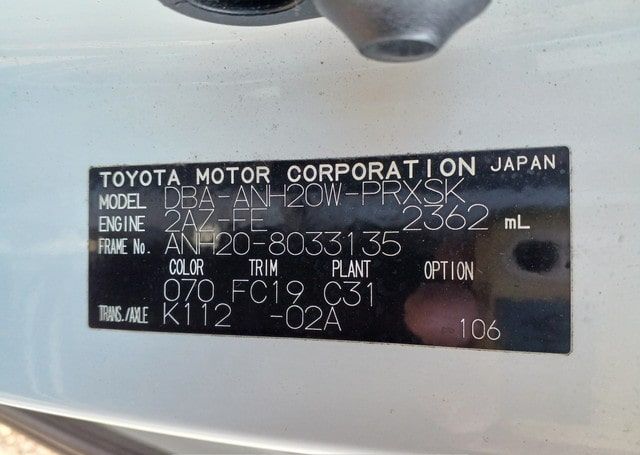 TOYOTA MOTOR CORPORATION JAPAN
MODEL DBA-ANH20W-PRXSK
ENGINE 2AZ-FE 2362 mL
FRAME No. ANH20-8033135
COLOR TRIM PLANT OPTION
070 FC19 C31
TRANS./AXLE K112 -02A 106